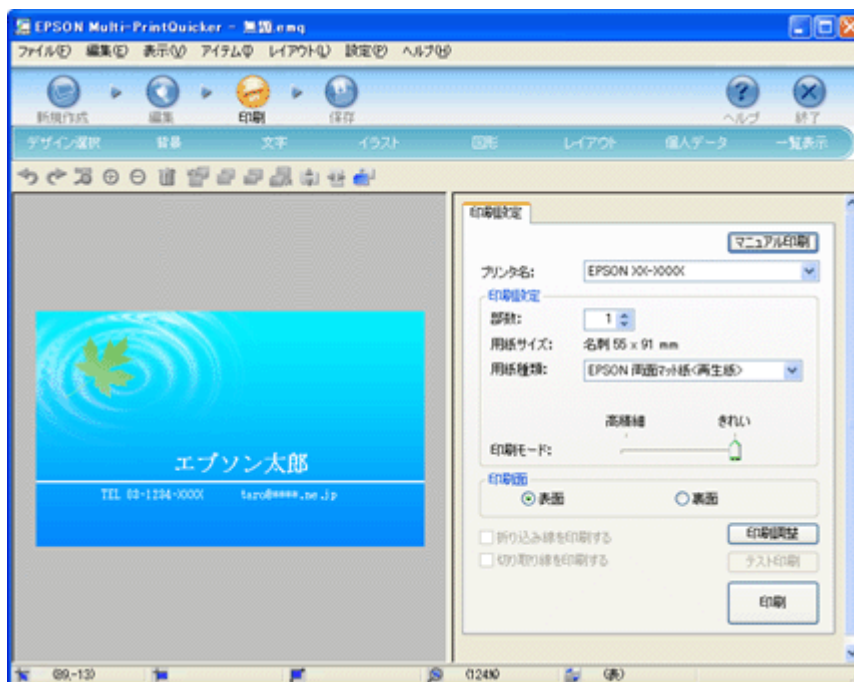 EPSON Multi-PrintQuicker - 無題.emq
ファイル(F) 編集(E) 表示(V) アイテム(I) レイアウト(L) 設定(P) ヘルプ(H)
新規作成 編集 印刷 保存 ヘルプ 終了
デザイン選択 背景 文字 イラスト 図形 レイアウト 個人データ 一覧表示
エプソン太郎
TEL 03-1234-XXXX taro@****.ne.jp
印刷設定
マニュアル印刷
プリンタ名: EPSON XX-XXXX
印刷設定
部数: 1
用紙サイズ: 名刺 55 x 91 mm
用紙種類: EPSON 両面マット紙<再生紙>
高精細 きれい
印刷モード:
印刷面
表面 裏面
折り込み線を印刷する 印刷調整
切り取り線を印刷する テスト印刷
印刷
(89,-13) (124%) (表)